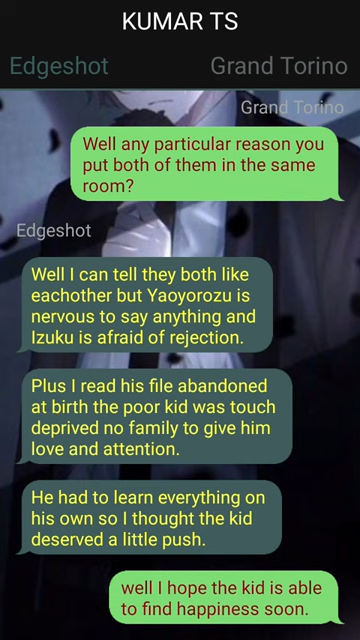 KUMAR TS
Edgeshot
Grand Torino
Grand Torino
Well any particular reason you
put both of them in the same
room?
Edgeshot
Well I can tell they both like
eachother but Yaoyorozu is
nervous to say anything and
Izuku is afraid of rejection.
Plus I read his file abandoned
at birth the poor kid was touch
deprived no family to give him
love and attention.
He had to learn everything on
his own so I thought the kid
deserved a little push.
well I hope the kid is able
to find happiness soon.